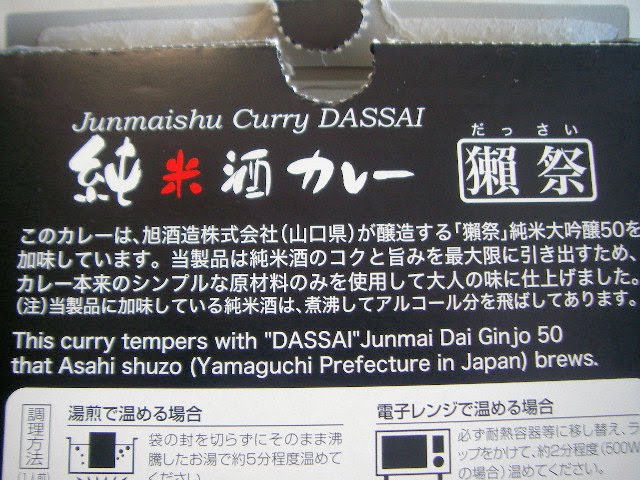 Junmaishu Curry DASSAI
だっさい
純米酒カレー 獺祭
このカレーは、旭酒造株式会社(山口県)が醸造する「獺祭」純米大吟醸50を
加味しています。当製品は純米酒のコクと旨みを最大限に引き出すため、
カレー本来のシンプルな原材料のみを使用して大人の味に仕上げました。
(注)当製品に加味している純米酒は、煮沸してアルコール分を飛ばしてあります。
This curry tempers with "DASSAI"Junmai Dai Ginjo 50
that Asahi shuzo (Yamaguchi Prefecture in Japan) brews.
調理方法
湯煎で温める場合
袋の封を切らずにそのまま沸
騰したお湯で約5分程度温めて
ください
電子レンジで温める場合
必ず耐熱容器等に移し替え、ラ
ップをかけて、約2分程度(500W
の場合)温めてください。